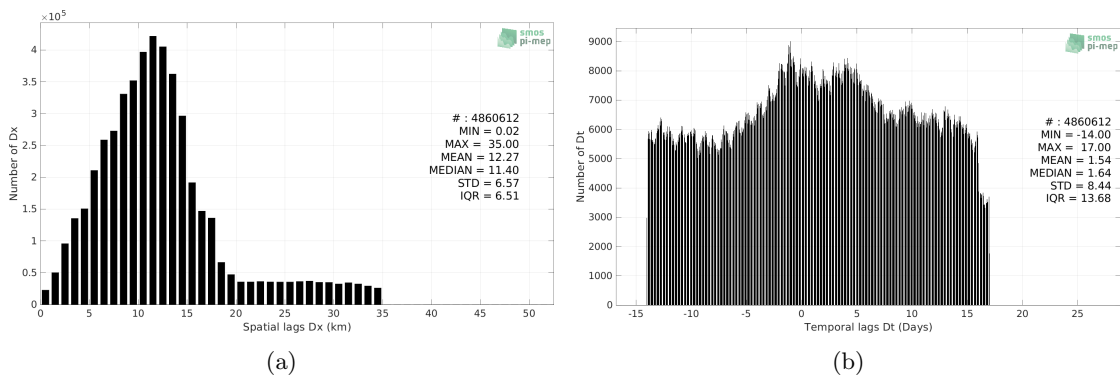 ×10⁵
4
3.5
3
2.5
2
1.5
1
0.5
0
Number of Dx
smos
pi-mep
# : 4860612
MIN = 0.02
MAX = 35.00
MEAN = 12.27
MEDIAN = 11.40
STD = 6.57
IQR = 6.51
0 5 10 15 20 25 30 35 40 45 50
Spatial lags Dx (km)
(a)
9000
8000
7000
6000
5000
4000
3000
2000
1000
0
Number of Dt
smos
pi-mep
# : 4860612
MIN = -14.00
MAX = 17.00
MEAN = 1.54
MEDIAN = 1.64
STD = 8.44
IQR = 13.68
-15 -10 -5 0 5 10 15 20 25
Temporal lags Dt (Days)
(b)